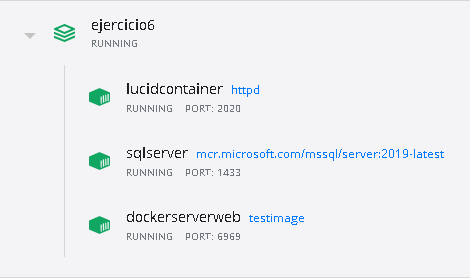 ejercicio6
RUNNING
lucidcontainer httpd
RUNNING PORT: 2020
sqlserver mcr.microsoft.com/mssql/server:2019-latest
RUNNING PORT: 1433
dockerserverweb testimage
RUNNING PORT: 6969